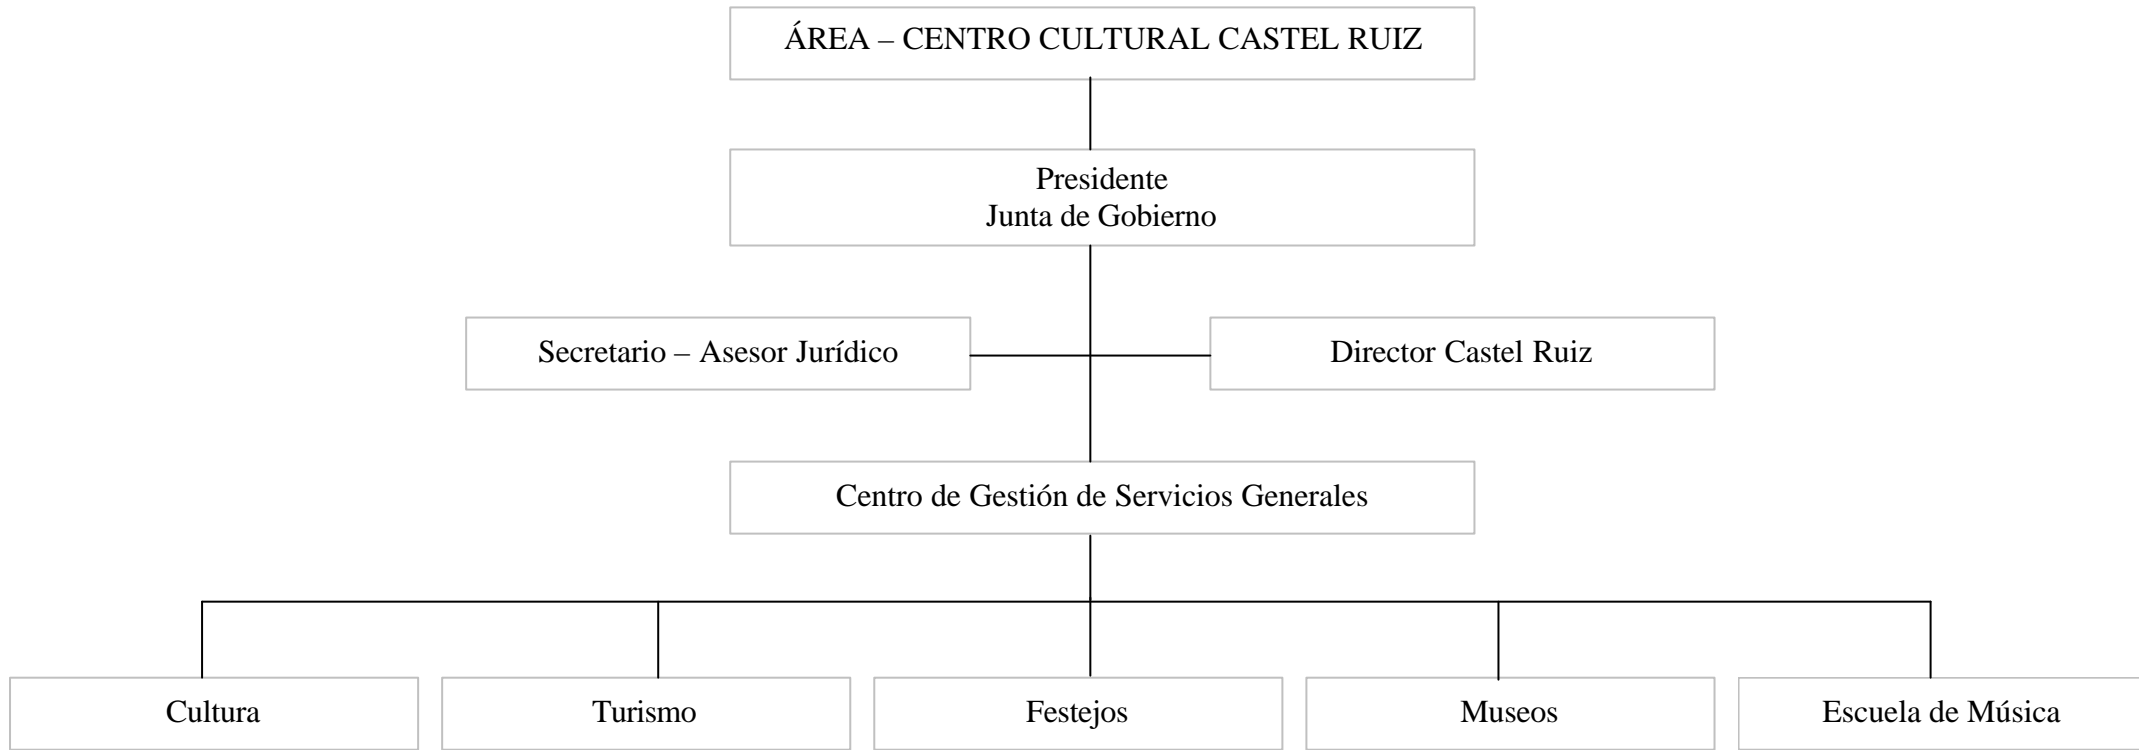 ÁREA – CENTRO CULTURAL CASTEL RUIZ
Presidente
Junta de Gobierno
Secretario – Asesor Jurídico
Director Castel Ruiz
Centro de Gestión de Servicios Generales
Cultura
Turismo
Festejos
Museos
Escuela de Música